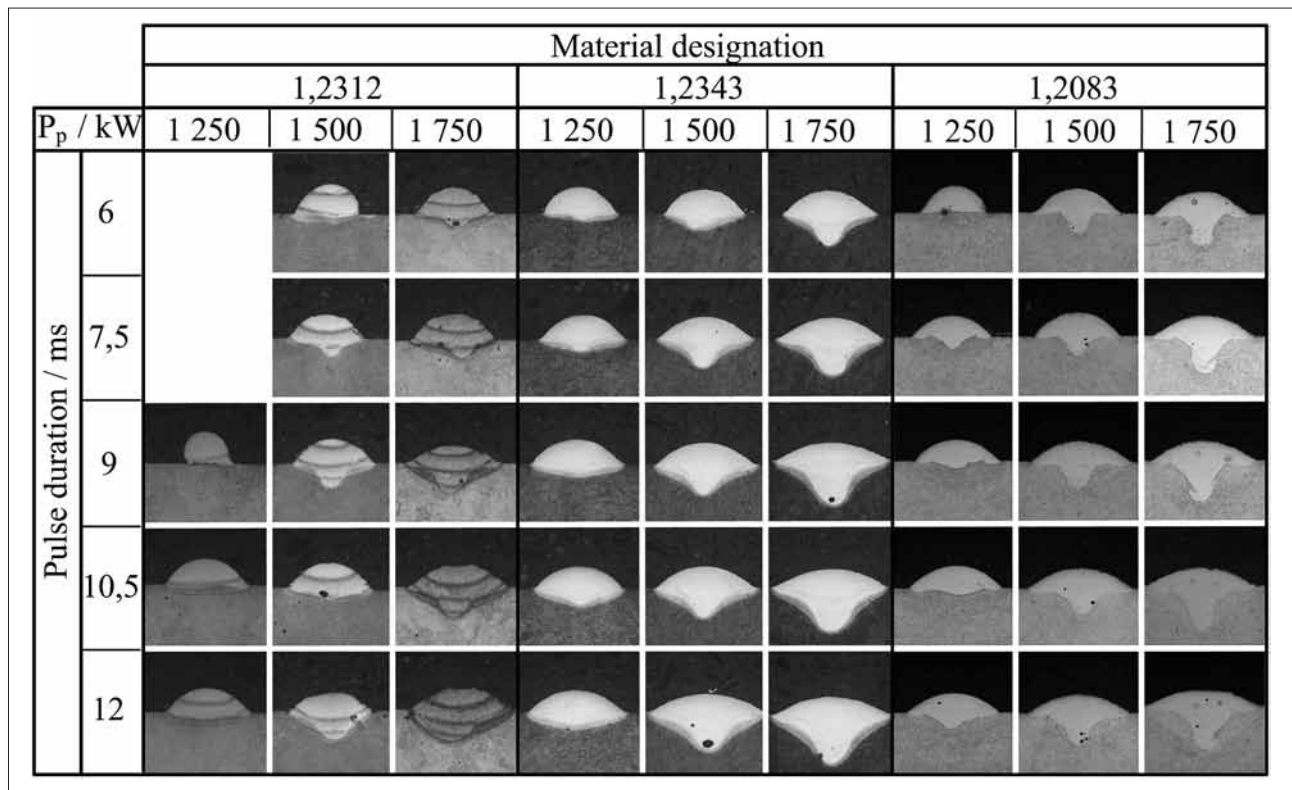 Material designation
1,2312 1,2343 1,2083
Pₚ / kW 1 250 1 500 1 750 1 250 1 500 1 750 1 250 1 500 1 750
Pulse duration / ms
6
7,5
9
10,5
12